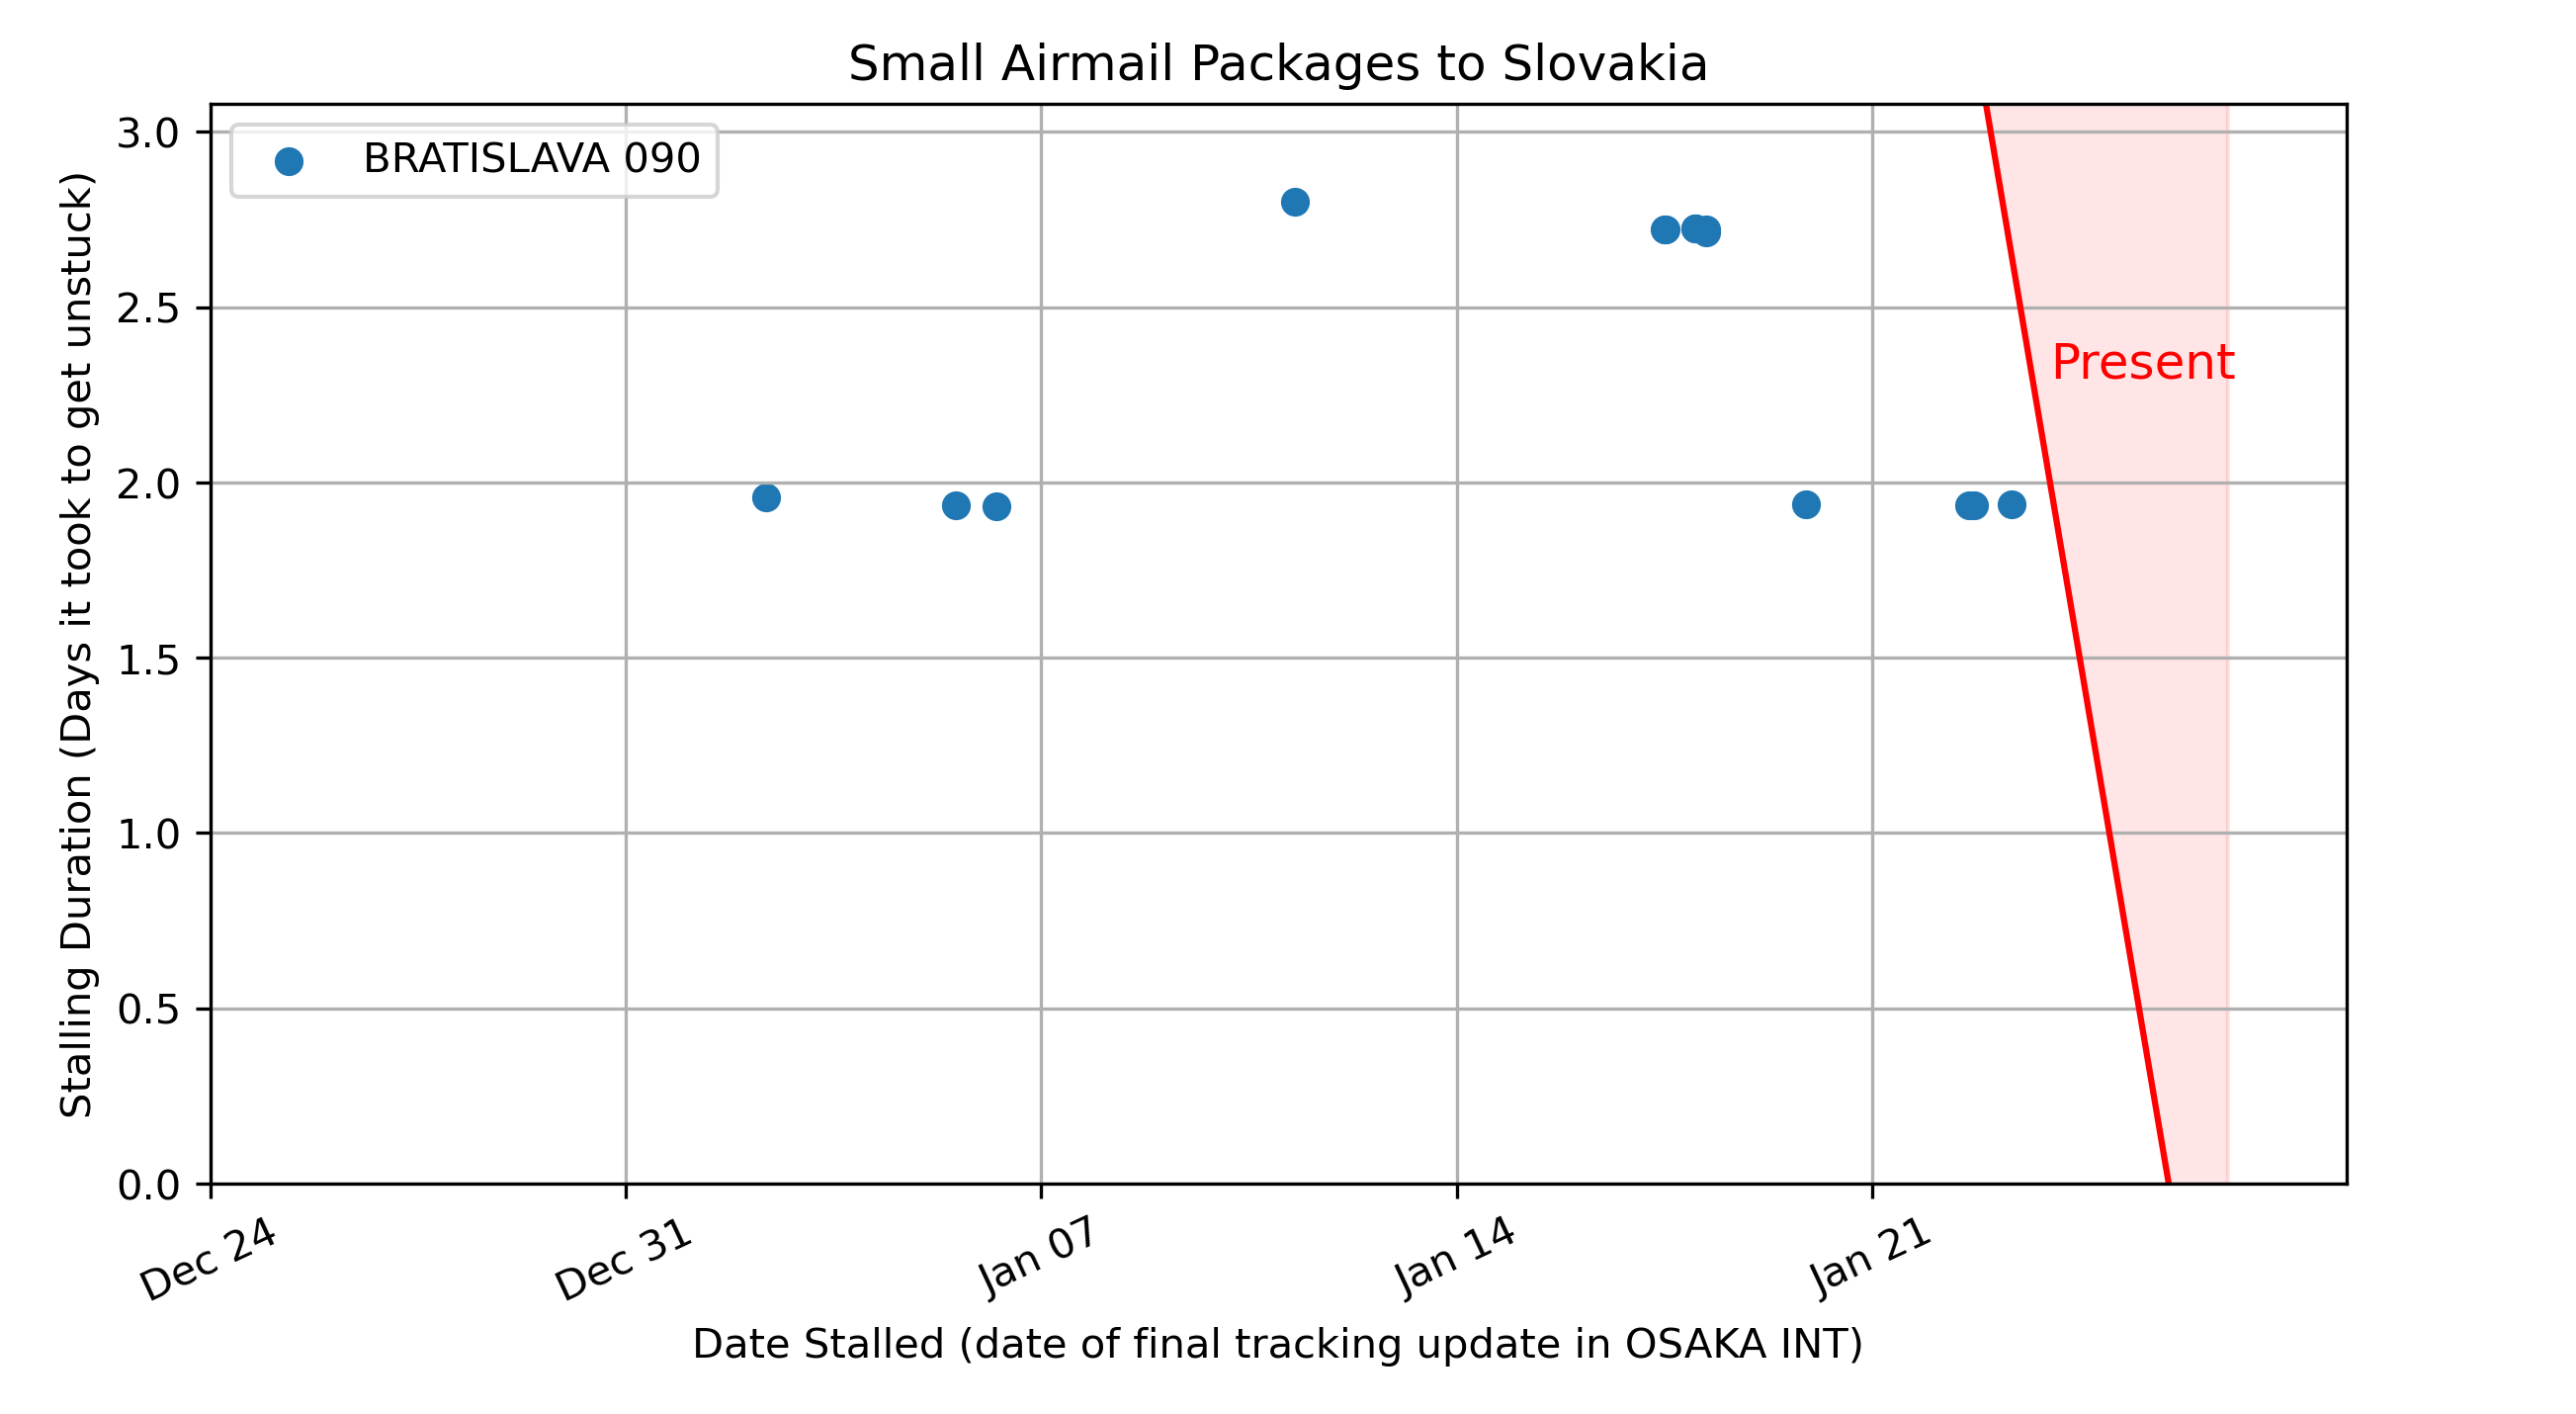 Small Airmail Packages to Slovakia
BRATISLAVA 090
3.0
2.5
2.0
1.5
1.0
0.5
0.0
Stalling Duration (Days it took to get unstuck)
Present
Dec 24
Dec 31
Jan 07
Jan 14
Jan 21
Date Stalled (date of final tracking update in OSAKA INT)